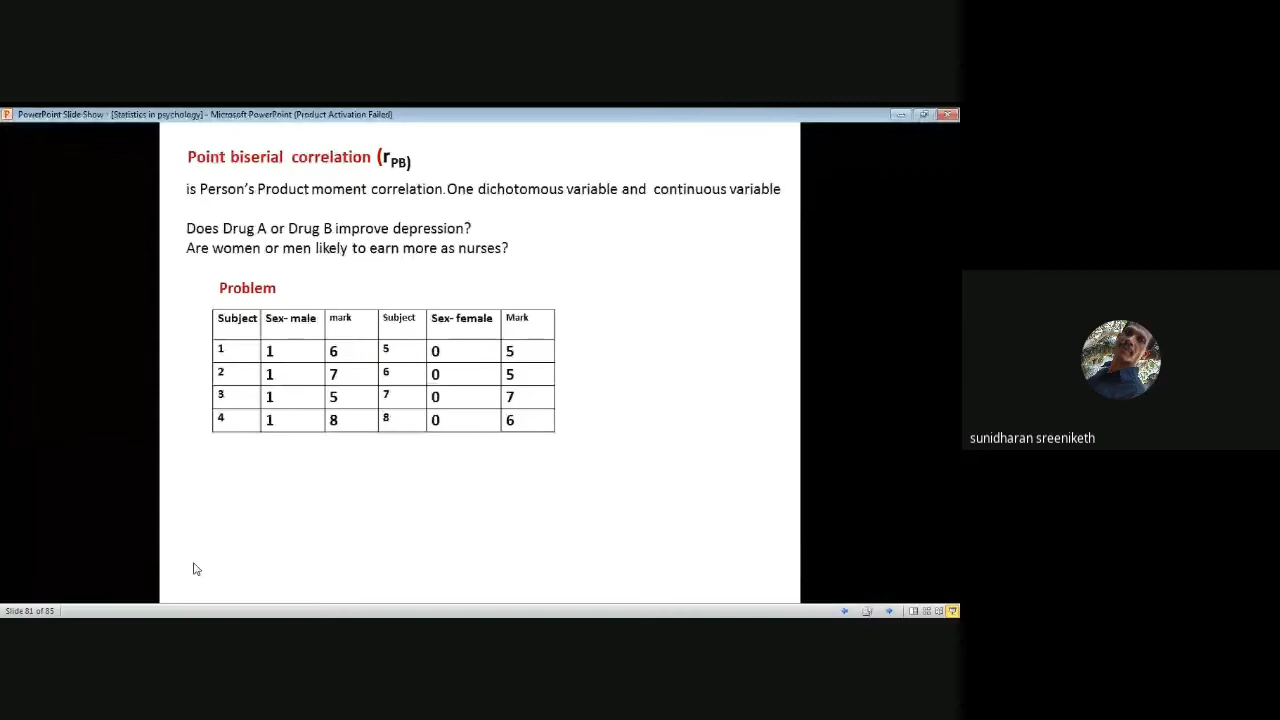 PowerPoint Slide Show - [Statistics in psychology] - Microsoft PowerPoint (Product Activation Failed)
Point biserial correlation (rPB)
is Person's Product moment correlation. One dichotomous variable and continuous variable
Does Drug A or Drug B improve depression?
Are women or men likely to earn more as nurses?
Problem
Subject Sex- male mark Subject Sex- female Mark
1 1 6 5 0 5
2 1 7 6 0 5
3 1 5 7 0 7
4 1 8 8 0 6
sunidharan sreeniketh
Slide 81 of 85